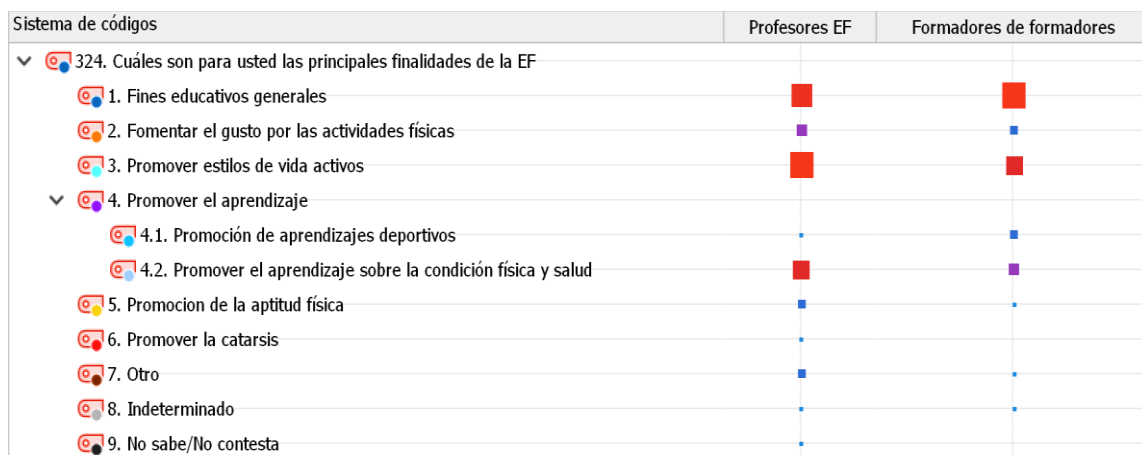 Sistema de códigos Profesores EF Formadores de formadores
324. Cuáles son para usted las principales finalidades de la EF
1. Fines educativos generales
2. Fomentar el gusto por las actividades físicas
3. Promover estilos de vida activos
4. Promover el aprendizaje
4.1. Promoción de aprendizajes deportivos
4.2. Promover el aprendizaje sobre la condición física y salud
5. Promocion de la aptitud física
6. Promover la catarsis
7. Otro
8. Indeterminado
9. No sabe/No contesta